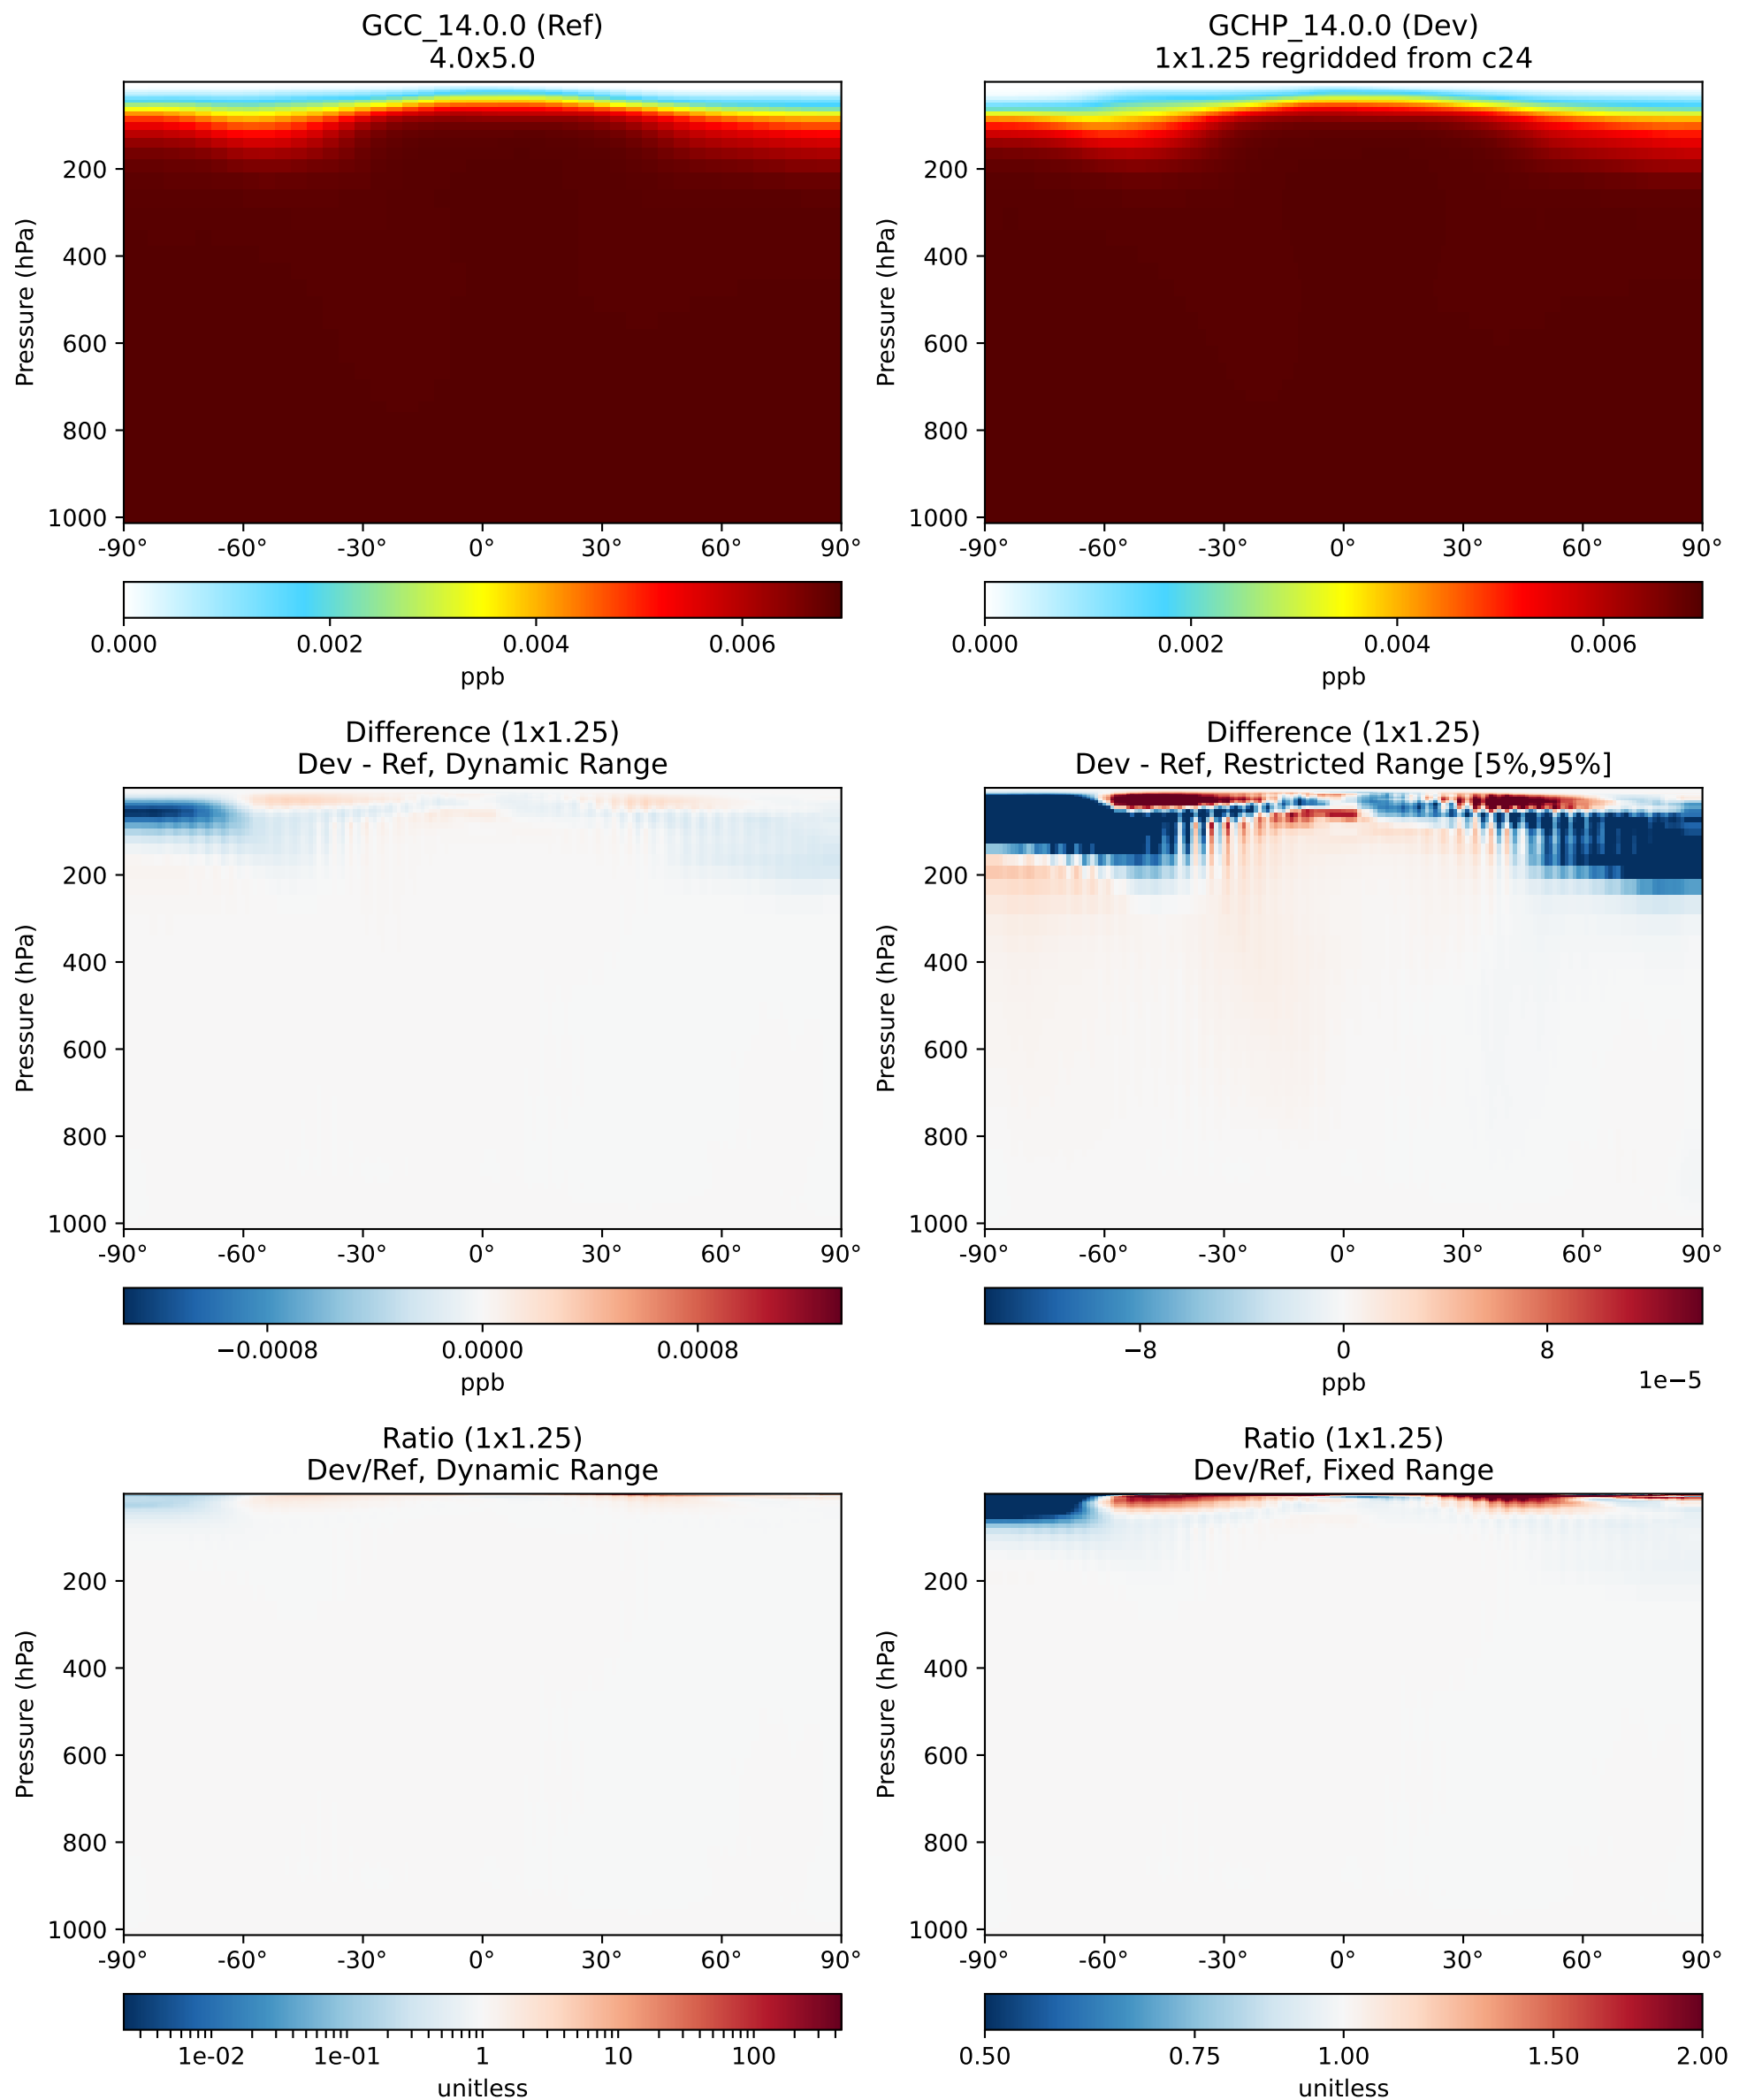 GCC_14.0.0 (Ref)
4.0x5.0
GCHP_14.0.0 (Dev)
1x1.25 regridded from c24
Pressure (hPa)
200
400
600
800
1000
-90° -60° -30° 0° 30° 60° 90°
0.000 0.002 0.004 0.006
ppb
Pressure (hPa)
200
400
600
800
1000
-90° -60° -30° 0° 30° 60° 90°
0.000 0.002 0.004 0.006
ppb
Difference (1x1.25)
Dev - Ref, Dynamic Range
Pressure (hPa)
200
400
600
800
1000
-90° -60° -30° 0° 30° 60° 90°
−0.0008 0.0000 0.0008
ppb
Difference (1x1.25)
Dev - Ref, Restricted Range [5%,95%]
Pressure (hPa)
200
400
600
800
1000
-90° -60° -30° 0° 30° 60° 90°
−8 0 8
ppb
1e−5
Ratio (1x1.25)
Dev/Ref, Dynamic Range
Pressure (hPa)
200
400
600
800
1000
-90° -60° -30° 0° 30° 60° 90°
1e-02 1e-01 1 10 100
unitless
Ratio (1x1.25)
Dev/Ref, Fixed Range
Pressure (hPa)
200
400
600
800
1000
-90° -60° -30° 0° 30° 60° 90°
0.50 0.75 1.00 1.50 2.00
unitless